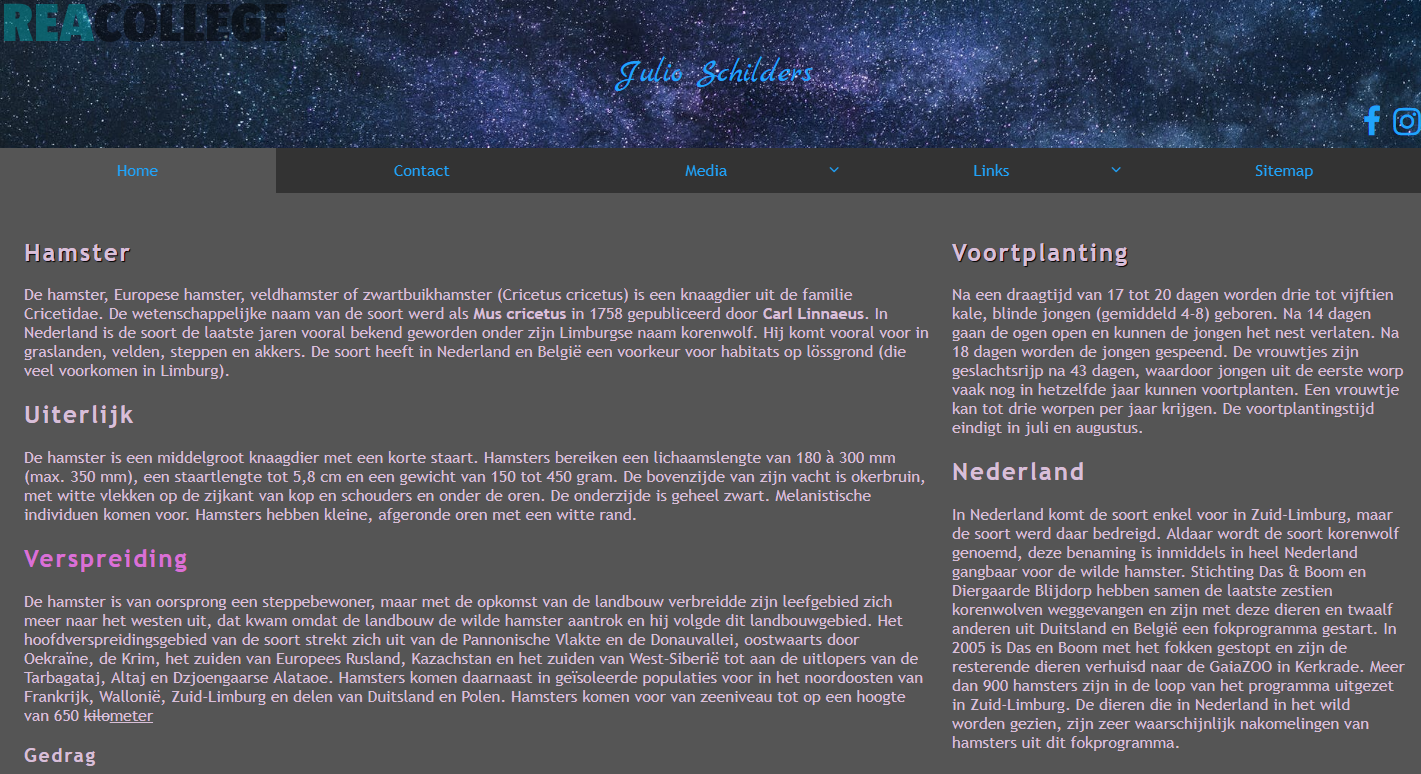 REACOLLEGE
Julio Schilders
Home Contact Media Links Sitemap
Hamster
De hamster, Europese hamster, veldhamster of zwartbuikhamster (Cricetus cricetus) is een knaagdier uit de familie
Cricetidae. De wetenschappelijke naam van de soort werd als Mus cricetus in 1758 gepubliceerd door Carl Linnaeus. In
Nederland is de soort de laatste jaren vooral bekend geworden onder zijn Limburgse naam korenwolf. Hij komt vooral voor in
graslanden, velden, steppen en akkers. De soort heeft in Nederland en België een voorkeur voor habitats op lössgrond (die
veel voorkomen in Limburg).
Uiterlijk
De hamster is een middelgroot knaagdier met een korte staart. Hamsters bereiken een lichaamslengte van 180 à 300 mm
(max. 350 mm), een staartlengte tot 5,8 cm en een gewicht van 150 tot 450 gram. De bovenzijde van zijn vacht is okerbruin,
met witte vlekken op de zijkant van kop en schouders en onder de oren. De onderzijde is geheel zwart. Melanistische
individuen komen voor. Hamsters hebben kleine, afgeronde oren met een witte rand.
Verspreiding
De hamster is van oorsprong een steppebewoner, maar met de opkomst van de landbouw verbreidde zijn leefgebied zich
meer naar het westen uit, dat kwam omdat de landbouw de wilde hamster aantrok en hij volgde dit landbouwgebied. Het
hoofdverspreidingsgebied van de soort strekt zich uit van de Pannonische Vlakte en de Donauvallei, oostwaarts door
Oekraïne, de Krim, het zuiden van Europees Rusland, Kazachstan en het zuiden van West-Siberië tot aan de uitlopers van de
Tarbagataj, Altaj en Dzjoengaarse Alataoe. Hamsters komen daarnaast in geïsoleerde populaties voor in het noordoosten van
Frankrijk, Wallonië, Zuid-Limburg en delen van Duitsland en Polen. Hamsters komen voor van zeeniveau tot op een hoogte
van 650 kilometer
Gedrag
Voortplanting
Na een draagtijd van 17 tot 20 dagen worden drie tot vijftien
kale, blinde jongen (gemiddeld 4-8) geboren. Na 14 dagen
gaan de ogen open en kunnen de jongen het nest verlaten. Na
18 dagen worden de jongen gespeend. De vrouwtjes zijn
geslachtsrijp na 43 dagen, waardoor jongen uit de eerste worp
vaak nog in hetzelfde jaar kunnen voortplanten. Een vrouwtje
kan tot drie worpen per jaar krijgen. De voortplantingstijd
eindigt in juli en augustus.
Nederland
In Nederland komt de soort enkel voor in Zuid-Limburg, maar
de soort werd daar bedreigd. Aldaar wordt de soort korenwolf
genoemd, deze benaming is inmiddels in heel Nederland
gangbaar voor de wilde hamster. Stichting Das & Boom en
Diergaarde Blijdorp hebben samen de laatste zestien
korenwolven weggevangen en zijn met deze dieren en twaalf
anderen uit Duitsland en België een fokprogramma gestart. In
2005 is Das en Boom met het fokken gestopt en zijn de
resterende dieren verhuisd naar de GaiaZOO in Kerkrade. Meer
dan 900 hamsters zijn in de loop van het programma uitgezet
in Zuid-Limburg. De dieren die in Nederland in het wild
worden gezien, zijn zeer waarschijnlijk nakomelingen van
hamsters uit dit fokprogramma.